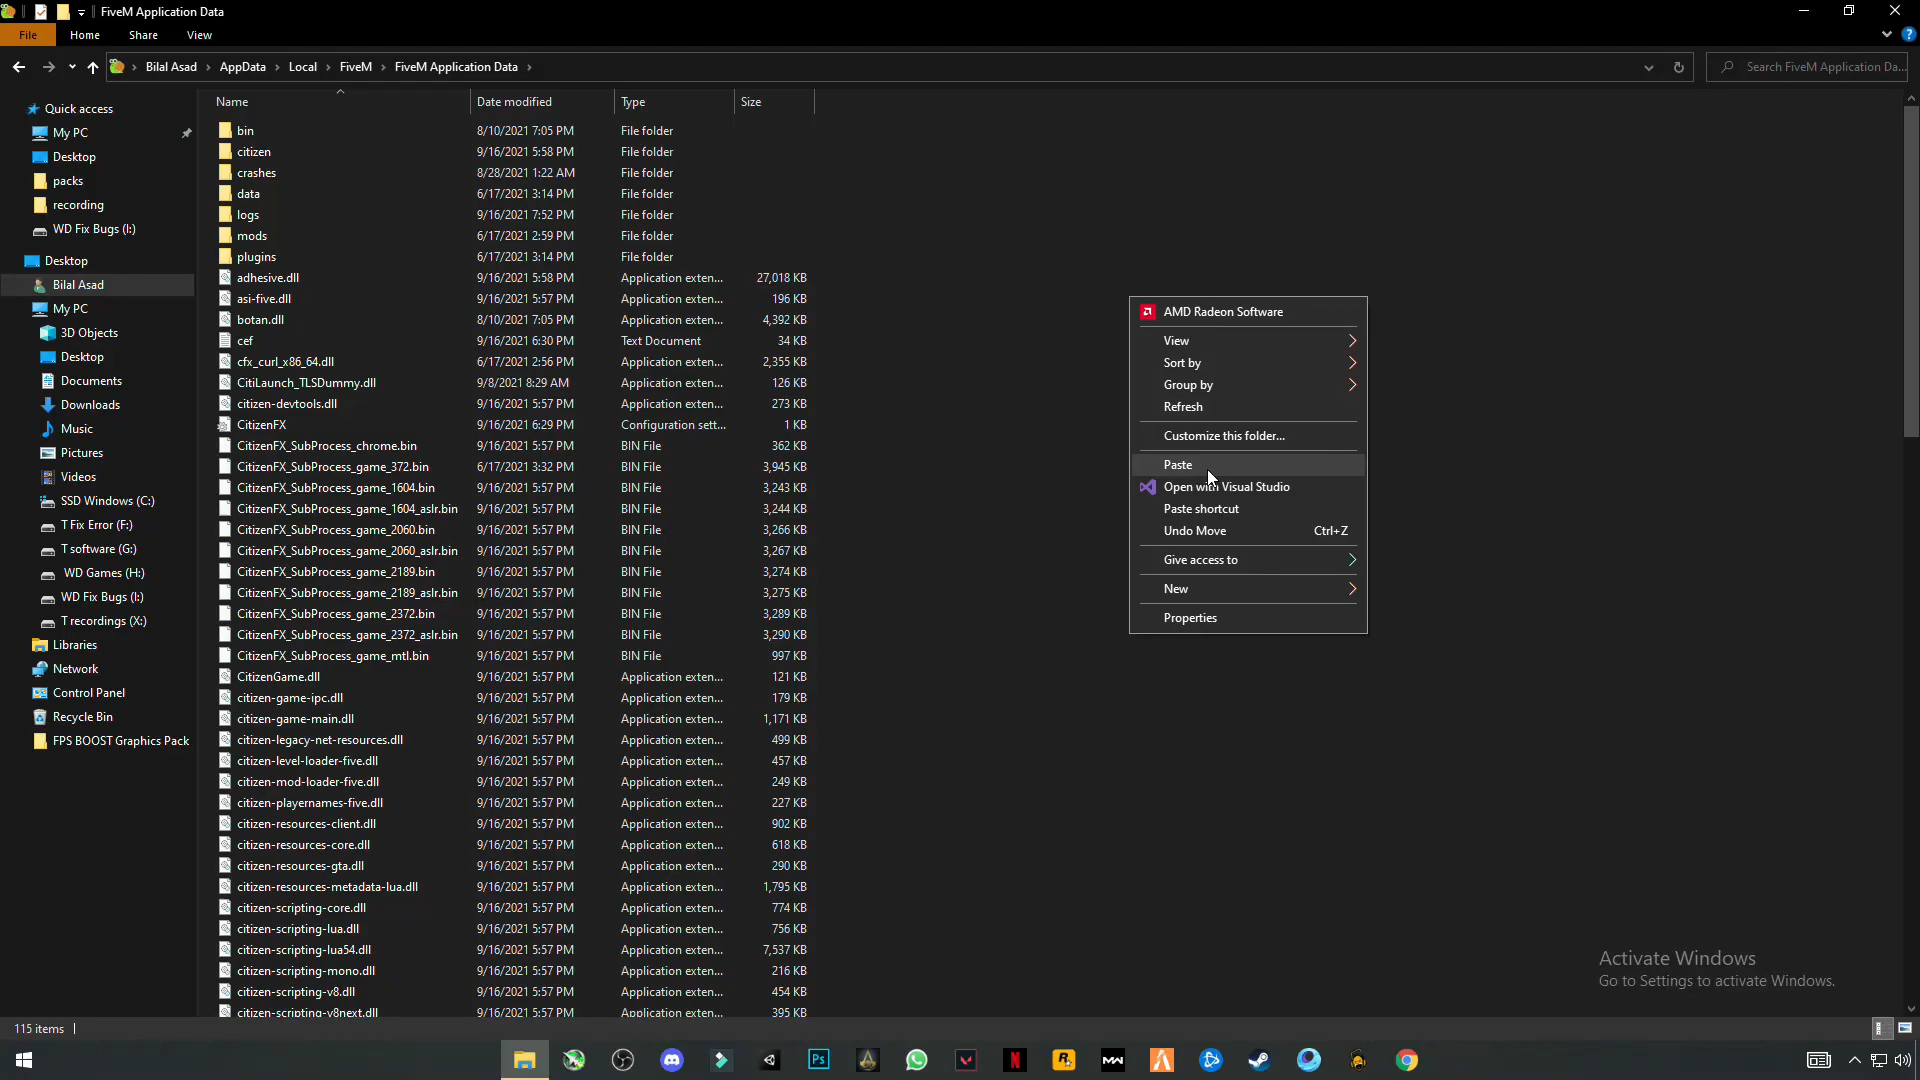 FiveM Application Data
File Home Share View
Bilal Asad AppData Local FiveM FiveM Application Data Search FiveM Application Da...
Quick access
My PC
Desktop
packs
recording
WD Fix Bugs (I:)
Desktop
Bilal Asad
My PC
3D Objects
Desktop
Documents
Downloads
Music
Pictures
Videos
SSD Windows (C:)
T Fix Error (F:)
T software (G:)
WD Games (H:)
WD Fix Bugs (I:)
T recordings (X:)
Libraries
Network
Control Panel
Recycle Bin
FPS BOOST Graphics Pack
Name Date modified Type Size
bin 8/10/2021 7:05 PM File folder
citizen 9/16/2021 5:58 PM File folder
crashes 8/28/2021 1:22 AM File folder
data 6/17/2021 3:14 PM File folder
logs 9/16/2021 7:52 PM File folder
mods 6/17/2021 2:59 PM File folder
plugins 6/17/2021 3:14 PM File folder
adhesive.dll 9/16/2021 5:58 PM Application exten... 27,018 KB
asi-five.dll 9/16/2021 5:57 PM Application exten... 196 KB
botan.dll 8/10/2021 7:05 PM Application exten... 4,392 KB
cef 9/16/2021 6:30 PM Text Document 34 KB
cfx_curl_x86_64.dll 6/17/2021 2:56 PM Application exten... 2,355 KB
CitiLaunch_TLSDummy.dll 9/8/2021 8:29 AM Application exten... 126 KB
citizen-devtools.dll 9/16/2021 5:57 PM Application exten... 273 KB
CitizenFX 9/16/2021 6:29 PM Configuration sett... 1 KB
CitizenFX_SubProcess_chrome.bin 9/16/2021 5:57 PM BIN File 362 KB
CitizenFX_SubProcess_game_372.bin 6/17/2021 3:32 PM BIN File 3,945 KB
CitizenFX_SubProcess_game_1604.bin 9/16/2021 5:57 PM BIN File 3,243 KB
CitizenFX_SubProcess_game_1604_aslr.bin 9/16/2021 5:57 PM BIN File 3,244 KB
CitizenFX_SubProcess_game_2060.bin 9/16/2021 5:57 PM BIN File 3,266 KB
CitizenFX_SubProcess_game_2060_aslr.bin 9/16/2021 5:57 PM BIN File 3,267 KB
CitizenFX_SubProcess_game_2189.bin 9/16/2021 5:57 PM BIN File 3,274 KB
CitizenFX_SubProcess_game_2189_aslr.bin 9/16/2021 5:57 PM BIN File 3,275 KB
CitizenFX_SubProcess_game_2372.bin 9/16/2021 5:57 PM BIN File 3,289 KB
CitizenFX_SubProcess_game_2372_aslr.bin 9/16/2021 5:57 PM BIN File 3,290 KB
CitizenFX_SubProcess_game_mtl.bin 9/16/2021 5:57 PM BIN File 997 KB
CitizenGame.dll 9/16/2021 5:57 PM Application exten... 121 KB
citizen-game-ipc.dll 9/16/2021 5:57 PM Application exten... 179 KB
citizen-game-main.dll 9/16/2021 5:57 PM Application exten... 1,171 KB
citizen-legacy-net-resources.dll 9/16/2021 5:57 PM Application exten... 499 KB
citizen-level-loader-five.dll 9/16/2021 5:57 PM Application exten... 457 KB
citizen-mod-loader-five.dll 9/16/2021 5:57 PM Application exten... 249 KB
citizen-playernames-five.dll 9/16/2021 5:57 PM Application exten... 227 KB
citizen-resources-client.dll 9/16/2021 5:57 PM Application exten... 902 KB
citizen-resources-core.dll 9/16/2021 5:57 PM Application exten... 618 KB
citizen-resources-gta.dll 9/16/2021 5:57 PM Application exten... 290 KB
citizen-resources-metadata-lua.dll 9/16/2021 5:57 PM Application exten... 1,795 KB
citizen-scripting-core.dll 9/16/2021 5:57 PM Application exten... 774 KB
citizen-scripting-lua.dll 9/16/2021 5:57 PM Application exten... 756 KB
citizen-scripting-lua54.dll 9/16/2021 5:57 PM Application exten... 7,537 KB
citizen-scripting-mono.dll 9/16/2021 5:57 PM Application exten... 216 KB
citizen-scripting-v8.dll 9/16/2021 5:57 PM Application exten... 454 KB
citizen-scripting-v8next.dll 9/16/2021 5:57 PM Application exten... 395 KB
AMD Radeon Software
View
Sort by
Group by
Refresh
Customize this folder...
Paste
Open with Visual Studio
Paste shortcut
Undo Move Ctrl+Z
Give access to
New
Properties
Activate Windows
Go to Settings to activate Windows.
115 items
Ps
N
R
MW